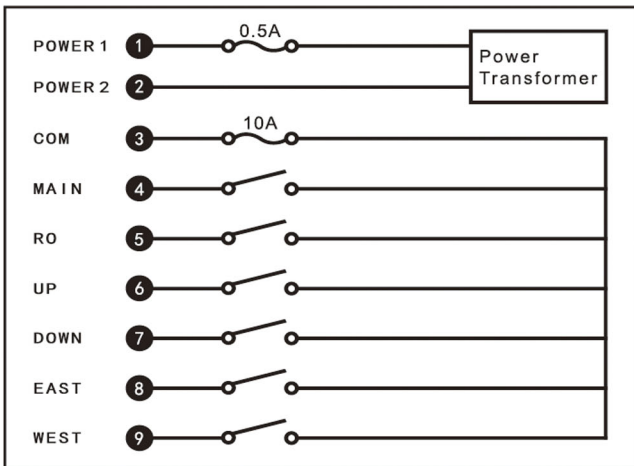 POWER 1 1 0.5A Power
Transformer
POWER 2 2
COM 3 10A
MAIN 4
RO 5
UP 6
DOWN 7
EAST 8
WEST 9